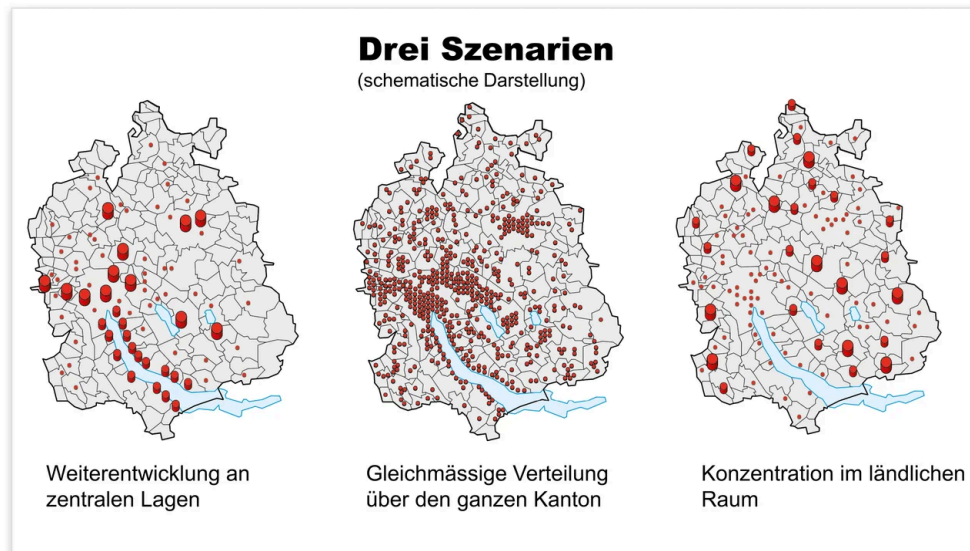 Drei Szenarien
(schematische Darstellung)
Weiterentwicklung an
zentralen Lagen
Gleichmässige Verteilung
über den ganzen Kanton
Konzentration im ländlichen
Raum